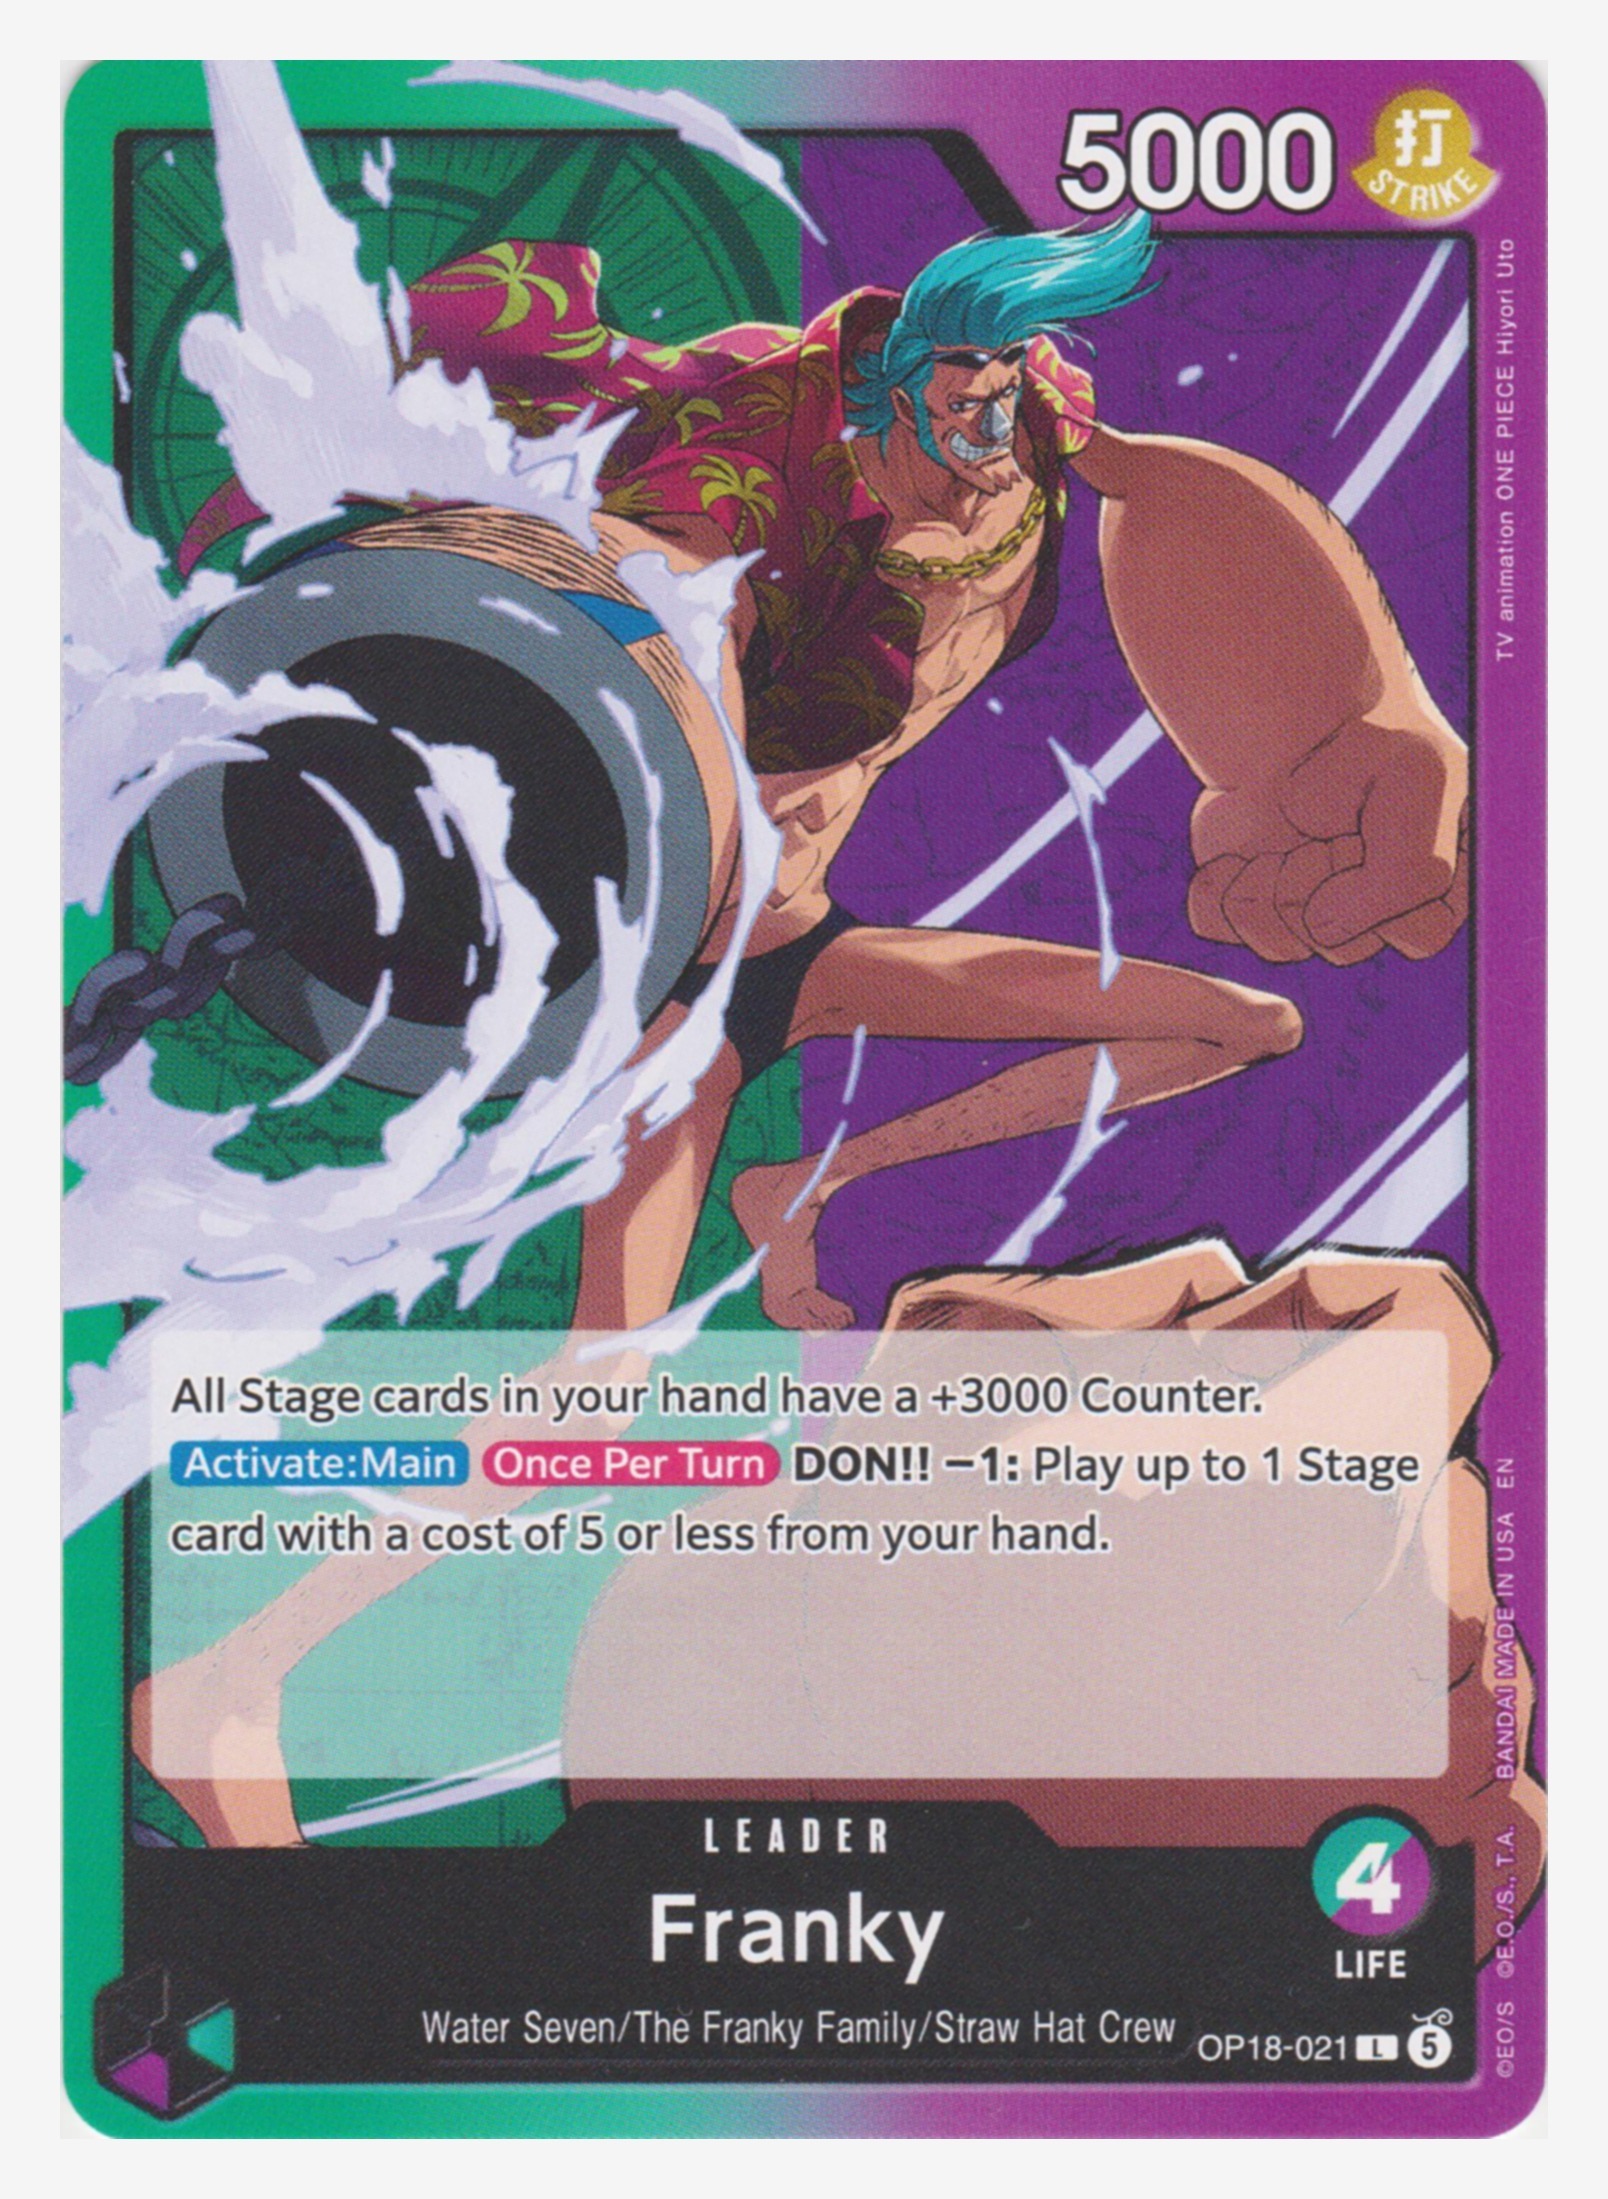 5000
打
STRIKE
TV animation ONE PIECE Hiyori Uto
All Stage cards in your hand have a +3000 Counter.
Activate:Main Once Per Turn DON!! −1: Play up to 1 Stage
card with a cost of 5 or less from your hand.
LEADER
Franky
4
LIFE
Water Seven/The Franky Family/Straw Hat Crew
OP18-021 L 5
©EO/S ©E.O./S., T.A. BANDAI MADE IN USA EN